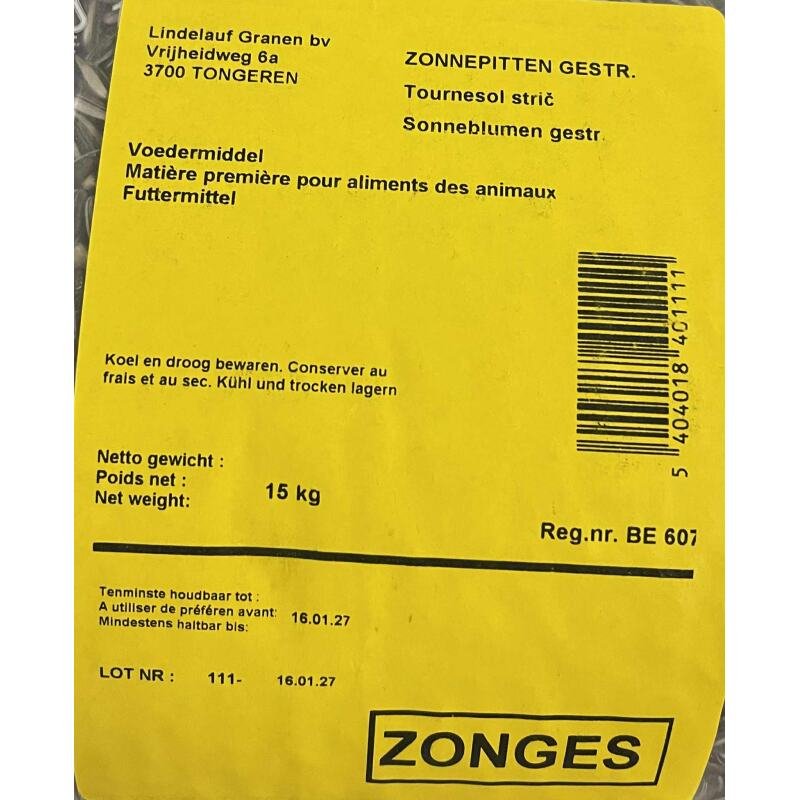 Lindelauf Granen bv
Vrijheidweg 6a
3700 TONGEREN
ZONNEPITTEN GESTR.
Tournesol strič
Sonneblumen gestr.
Voedermiddel
Matière première pour aliments des animaux
Futtermittel
5 404018 401111
Koel en droog bewaren. Conserver au
frais et au sec. Kühl und trocken lagern
Netto gewicht :
Poids net :
Net weight:
15 kg
Reg.nr. BE 607
Tenminste houdbaar tot :
A utiliser de préféren avant:
Mindestens haltbar bis:
16.01.27
LOT NR : 111- 16.01.27
ZONGES